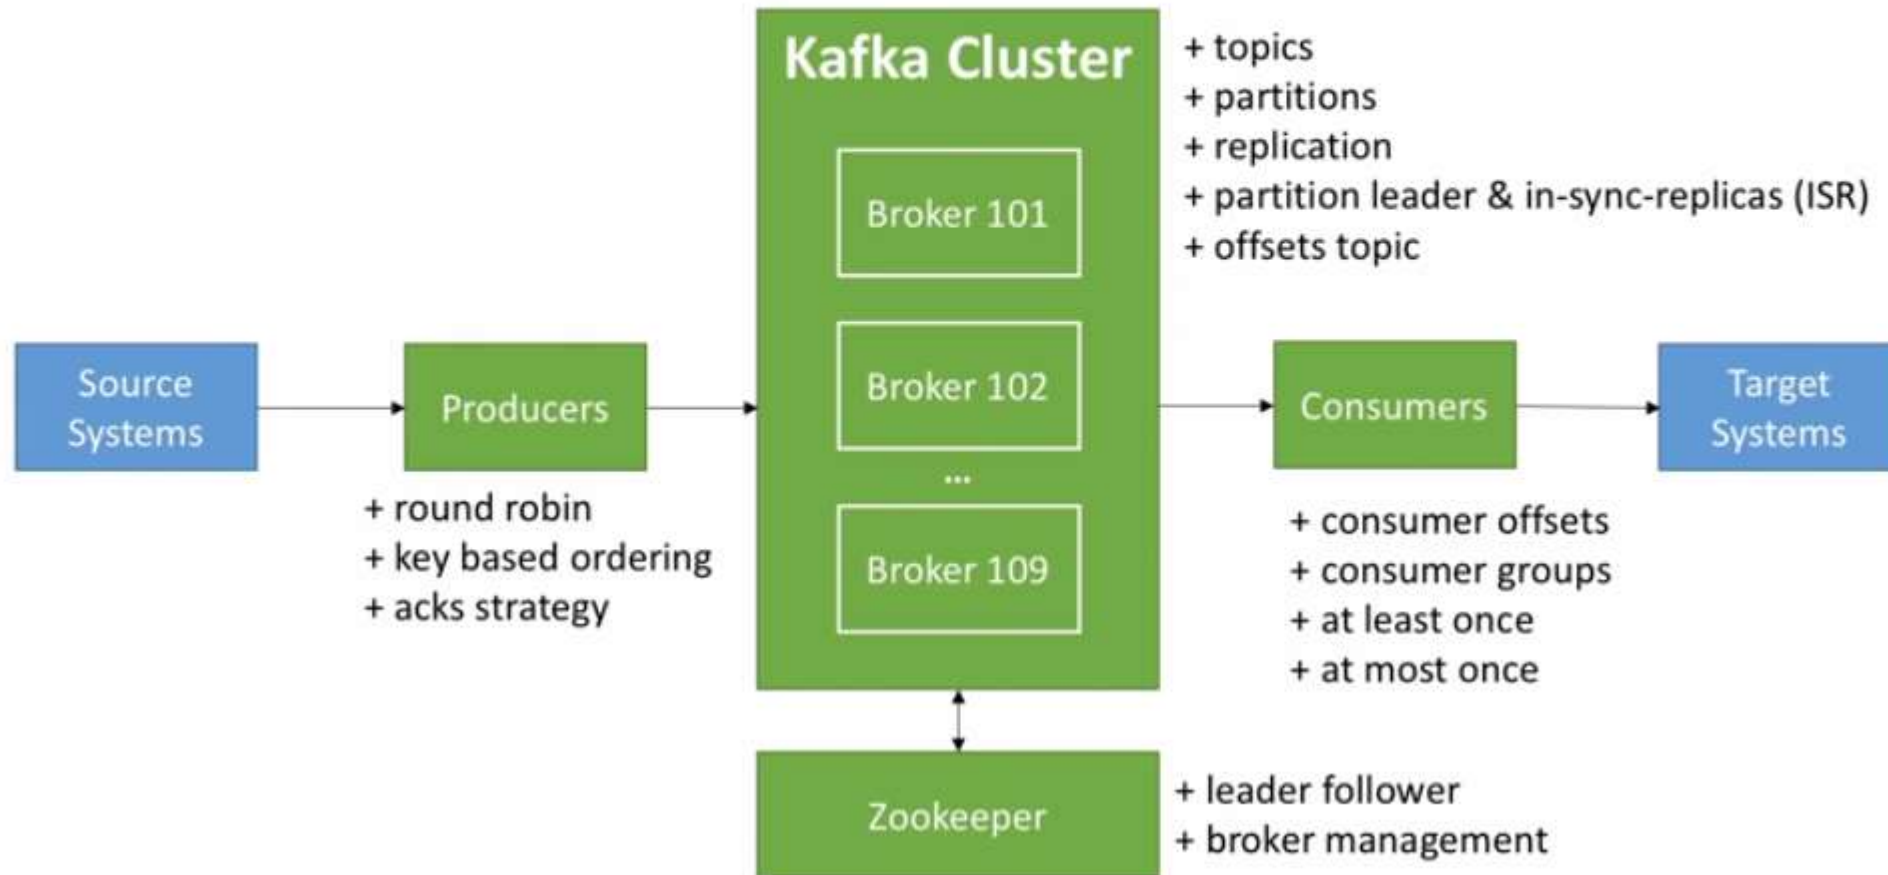 Kafka Cluster
+ topics
+ partitions
+ replication
+ partition leader & in-sync-replicas (ISR)
+ offsets topic
Broker 101
Broker 102
...
Broker 109
Source
Systems
Producers
+ round robin
+ key based ordering
+ acks strategy
Consumers
+ consumer offsets
+ consumer groups
+ at least once
+ at most once
Target
Systems
Zookeeper
+ leader follower
+ broker management